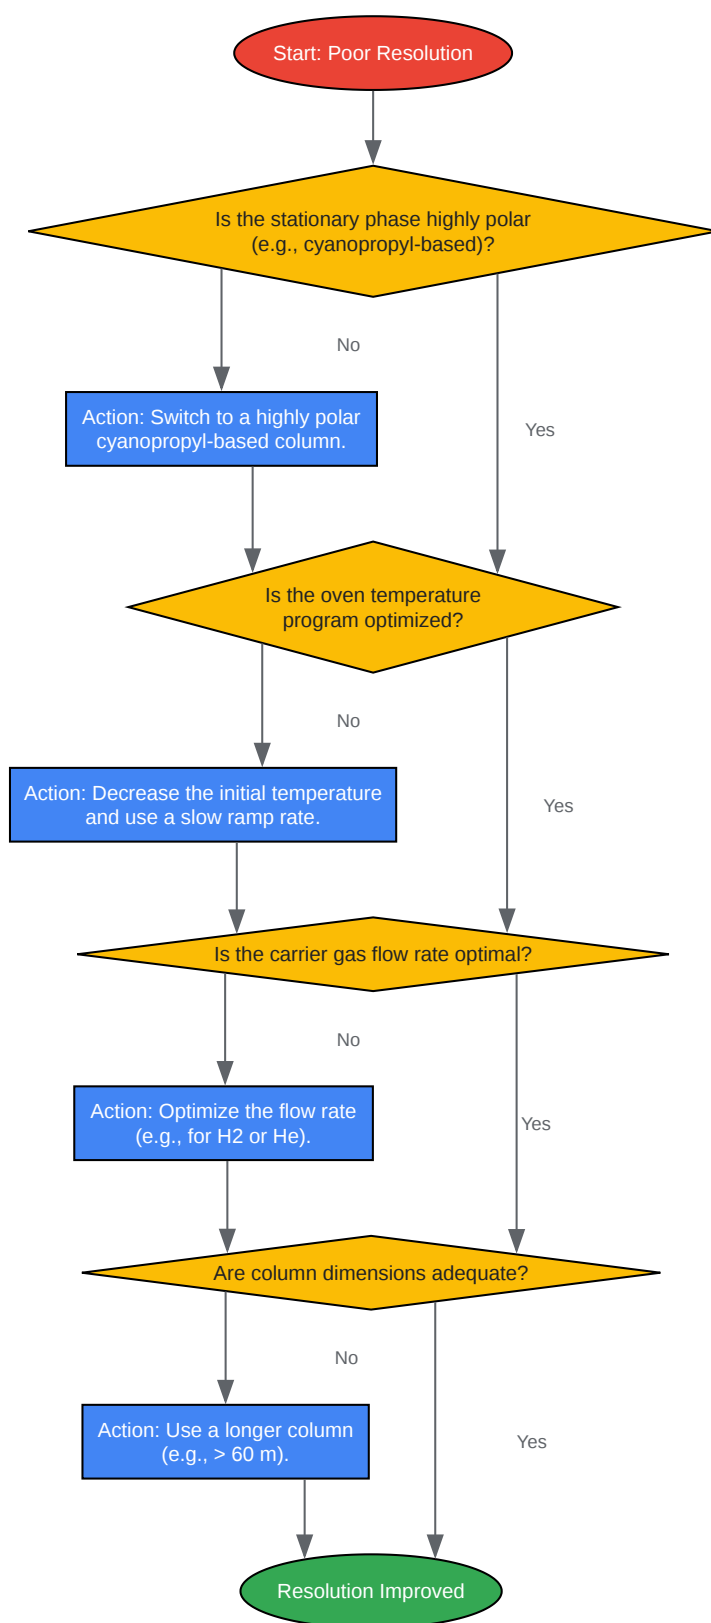 Start: Poor Resolution
Is the stationary phase highly polar
(e.g., cyanopropyl-based)?
No
Action: Switch to a highly polar
cyanopropyl-based column.
Yes
Is the oven temperature
program optimized?
No
Action: Decrease the initial temperature
and use a slow ramp rate.
Yes
Is the carrier gas flow rate optimal?
No
Action: Optimize the flow rate
(e.g., for H2 or He).
Yes
Are column dimensions adequate?
No
Action: Use a longer column
(e.g., > 60 m).
Yes
Resolution Improved